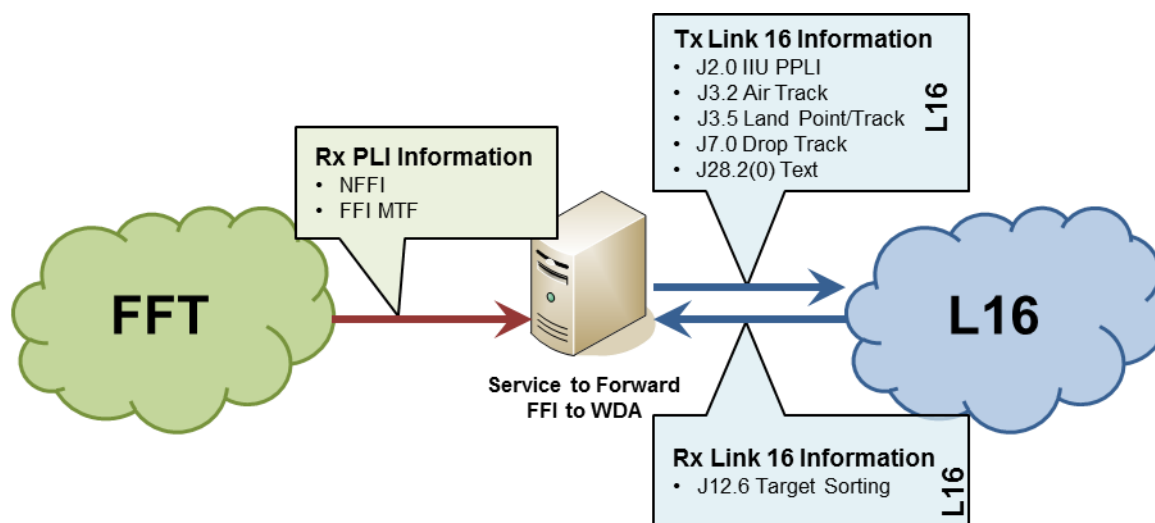 Tx Link 16 Information
• J2.0 IIU PPLI
• J3.2 Air Track
• J3.5 Land Point/Track
• J7.0 Drop Track
• J28.2(0) Text
L16
Rx PLI Information
• NFFI
• FFI MTF
FFT
L16
Service to Forward
FFI to WDA
Rx Link 16 Information
• J12.6 Target Sorting
L16